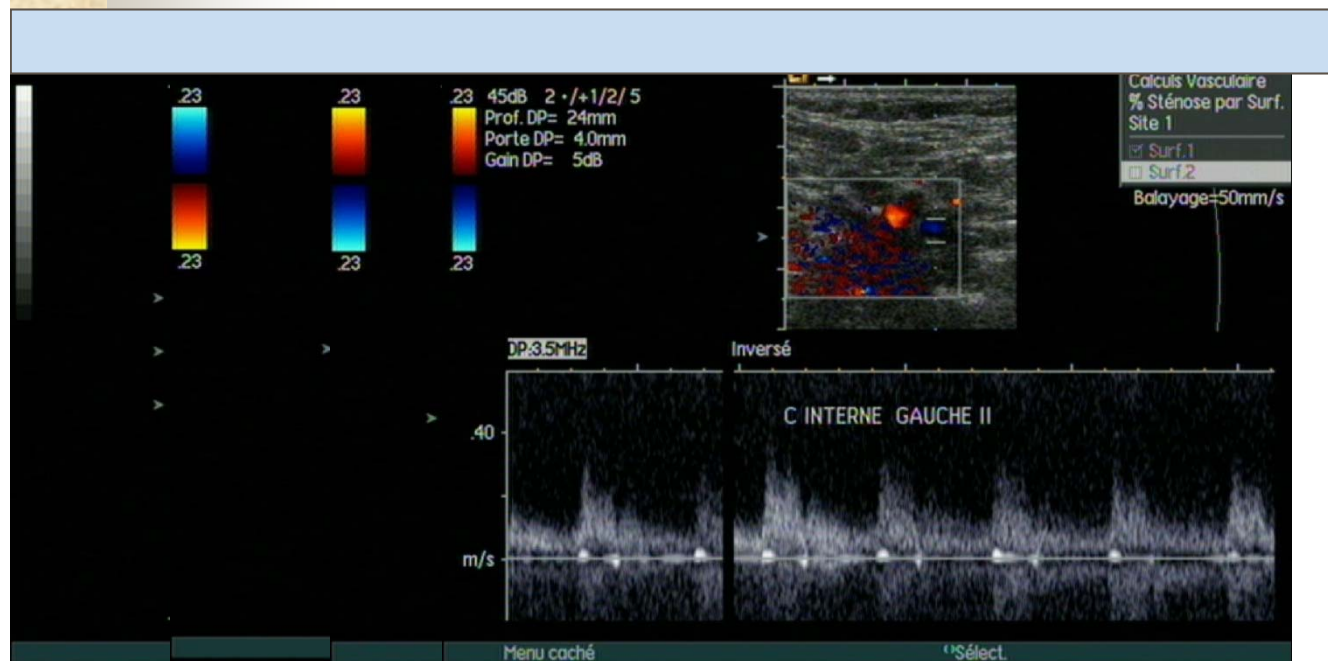 .23
.23
.23
45dB 2 ·/+1/2/ 5
Prof. DP= 24mm
Porte DP= 4.0mm
Gain DP= 5dB
.23
.23
.23
Calculs Vasculaire
% Sténose par Surf.
Site 1
Surf.1
Surf.2
Balayage=50mm/s
DP:3.5MHz
Inversé
C INTERNE GAUCHE II
.40
m/s
Menu caché
Sélect.